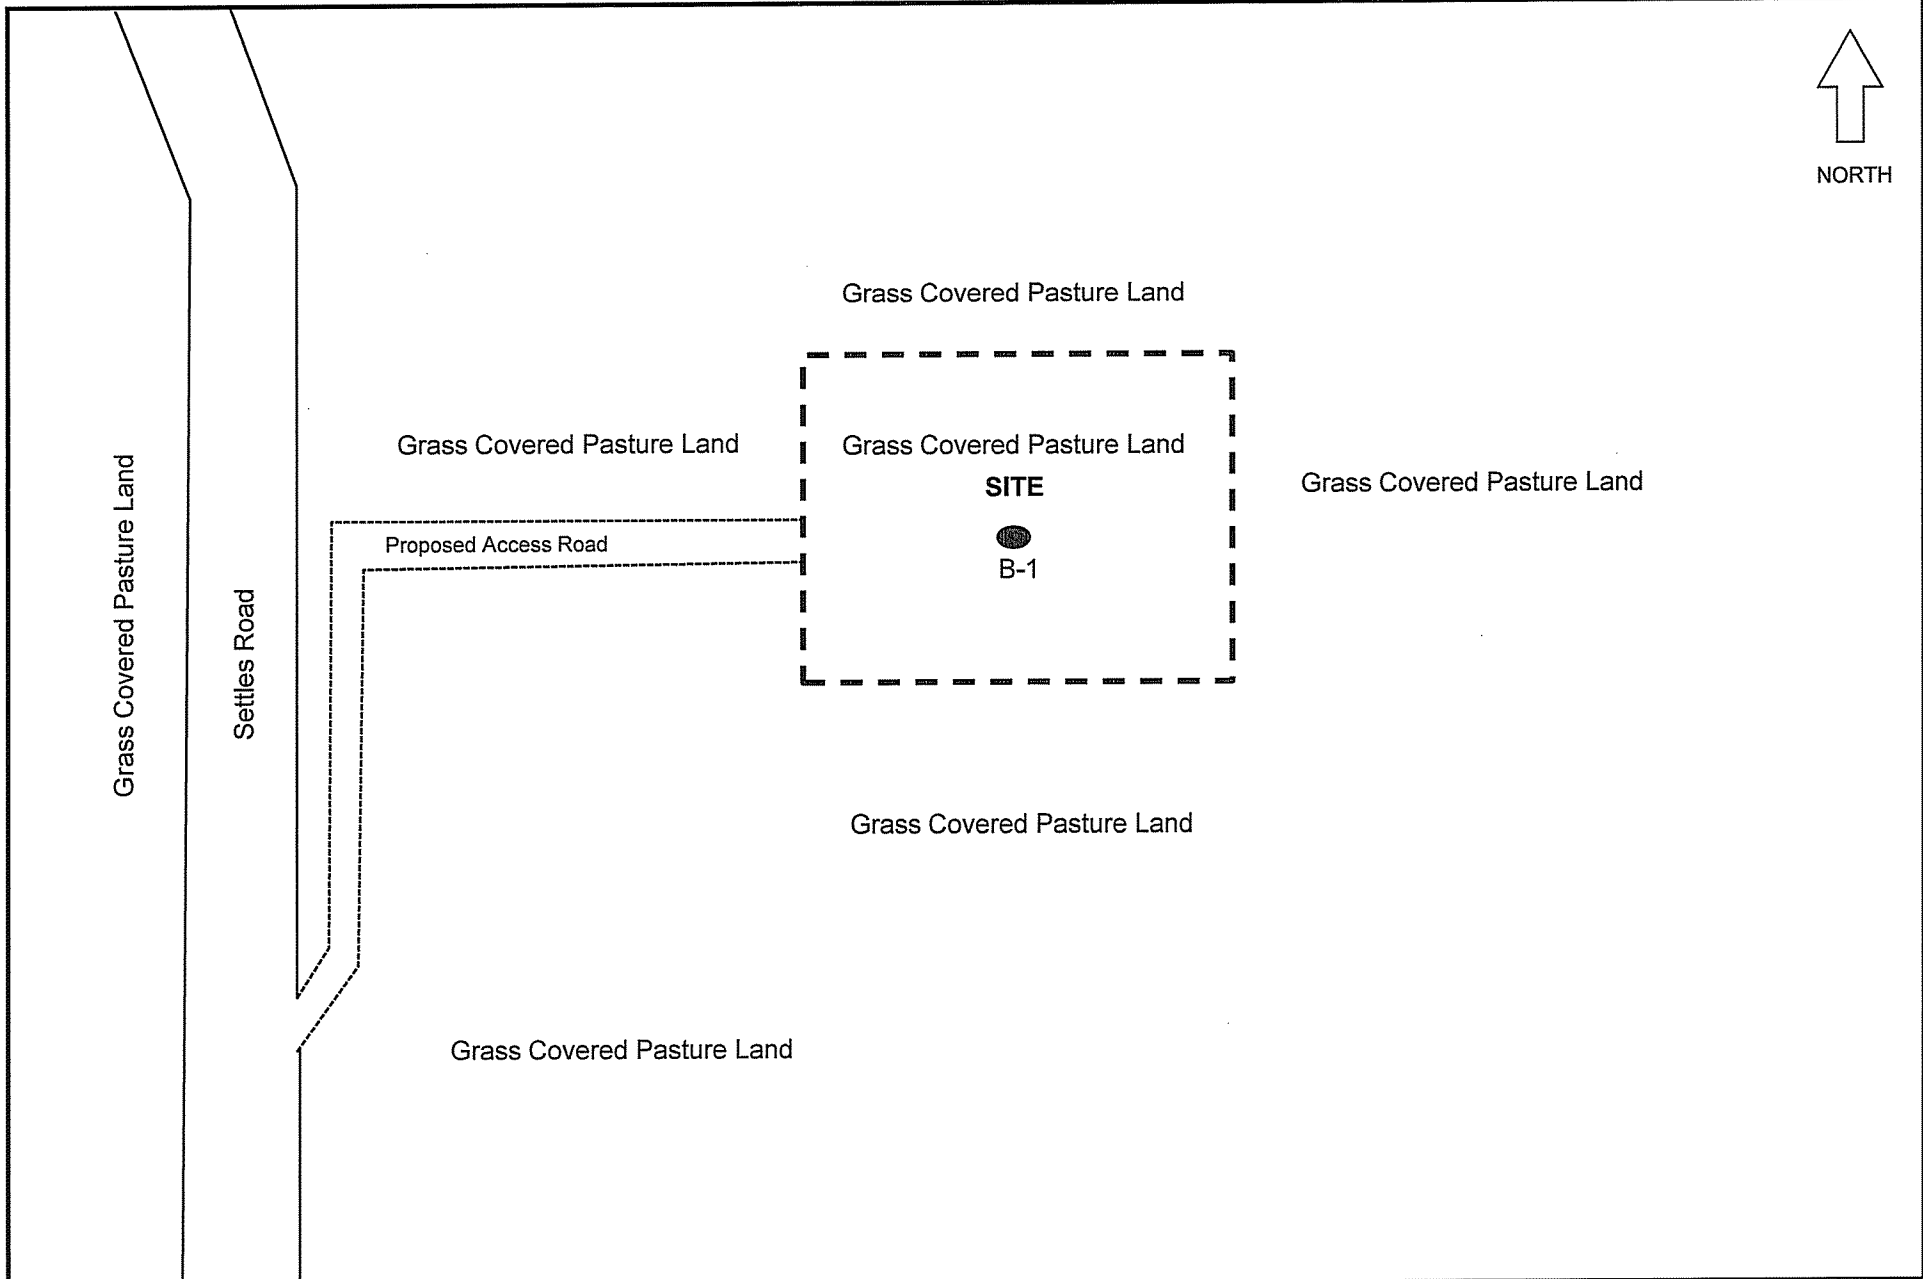 NORTH
Grass Covered Pasture Land
Grass Covered Pasture Land
Grass Covered Pasture Land
SITE
B-1
Grass Covered Pasture Land
Proposed Access Road
Grass Covered Pasture Land
Settles Road
Grass Covered Pasture Land
Grass Covered Pasture Land